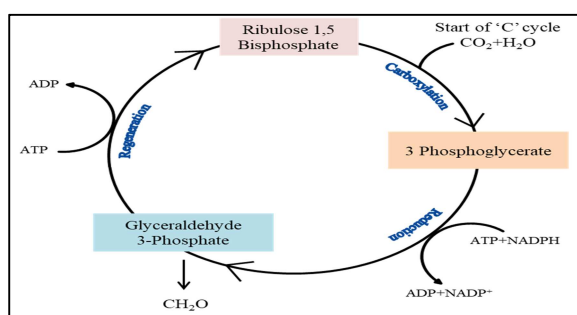 Ribulose 1,5
Bisphosphate
Start of ‘C’ cycle
CO₂+H₂O
Carboxylation
3 Phosphoglycerate
Reduction
ATP+NADPH
ADP+NADP⁺
Glyceraldehyde
3-Phosphate
CH₂O
Regeneration
ATP
ADP